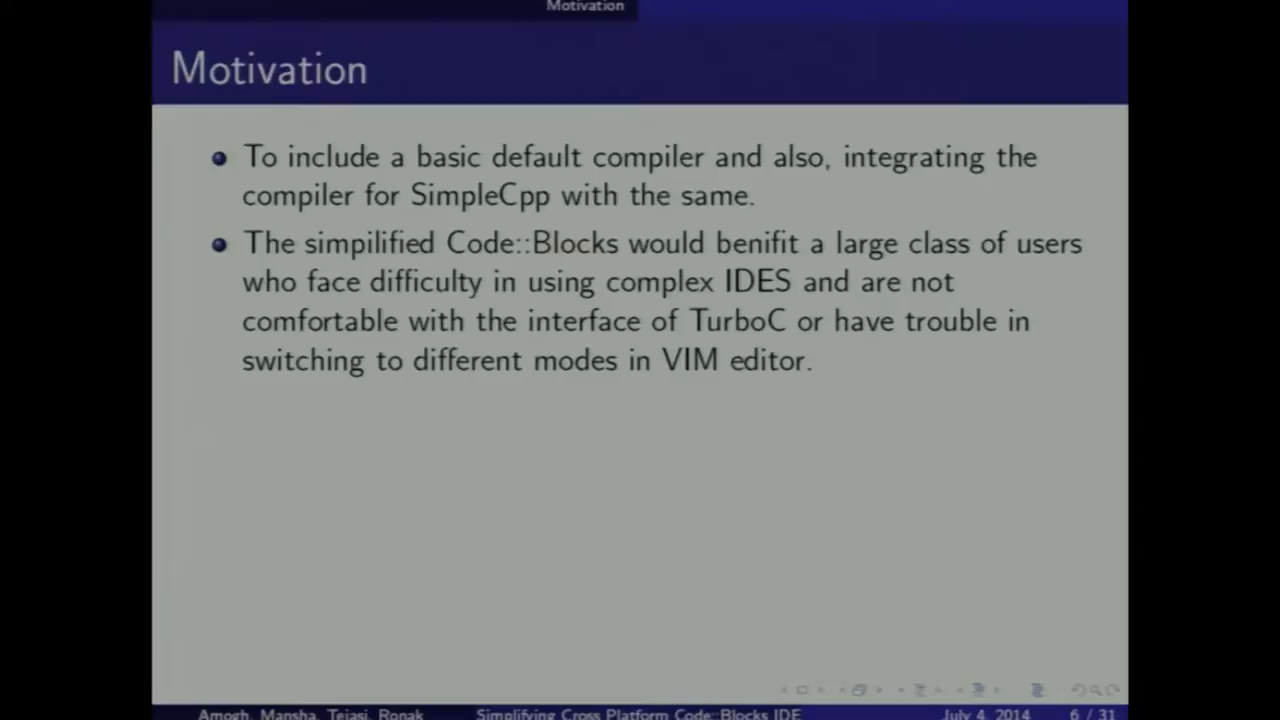 Motivation
Motivation
To include a basic default compiler and also, integrating the
compiler for SimpleCpp with the same.
The simpilified Code::Blocks would benifit a large class of users
who face difficulty in using complex IDES and are not
comfortable with the interface of TurboC or have trouble in
switching to different modes in VIM editor.
Amogh, Mansha, Tejasi, Ronak Simplifying Cross Platform Code::Blocks IDE July 4, 2014 6 / 31